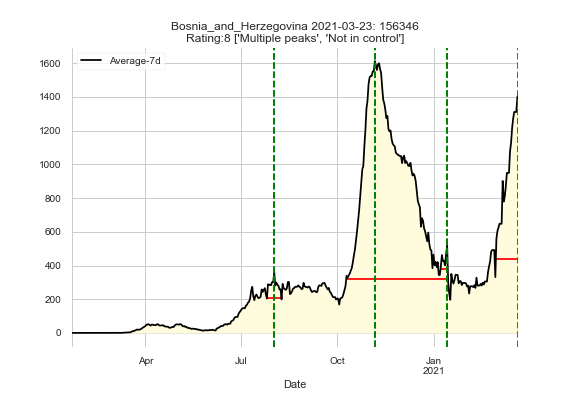 Bosnia_and_Herzegovina 2021-03-23: 156346
Rating:8 ['Multiple peaks', 'Not in control']
Average-7d
1600
1400
1200
1000
800
600
400
200
0
Apr
Jul
Oct
Jan
2021
Date